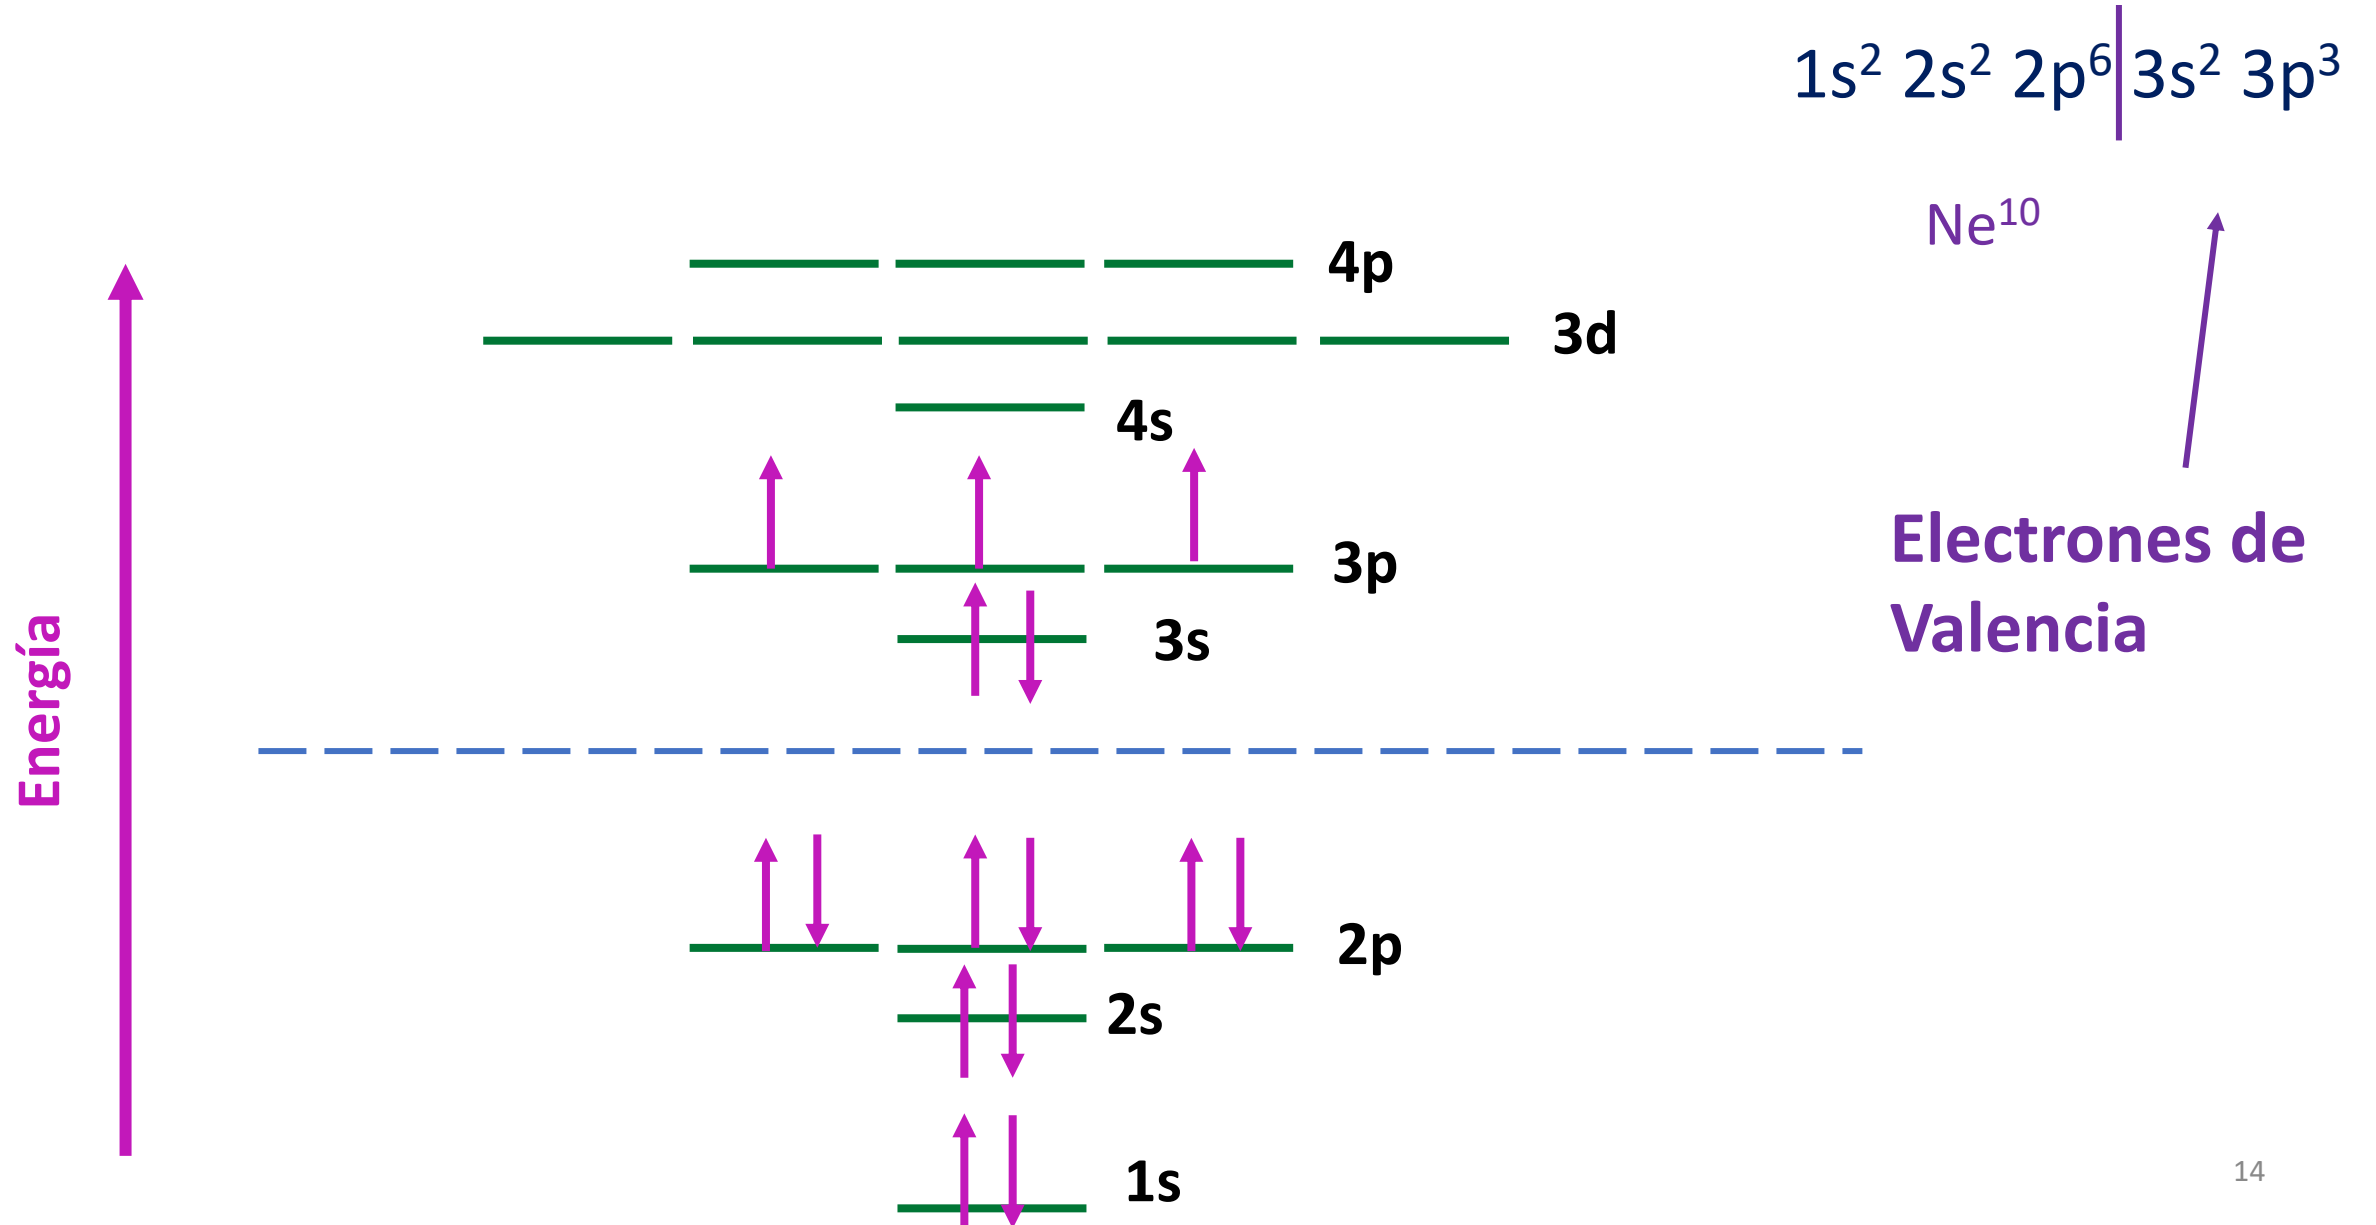 1s² 2s² 2p⁶ 3s² 3p³
Ne¹⁰
4p
3d
4s
3p
3s
Electrones de
Valencia
Energía
2p
2s
1s
14